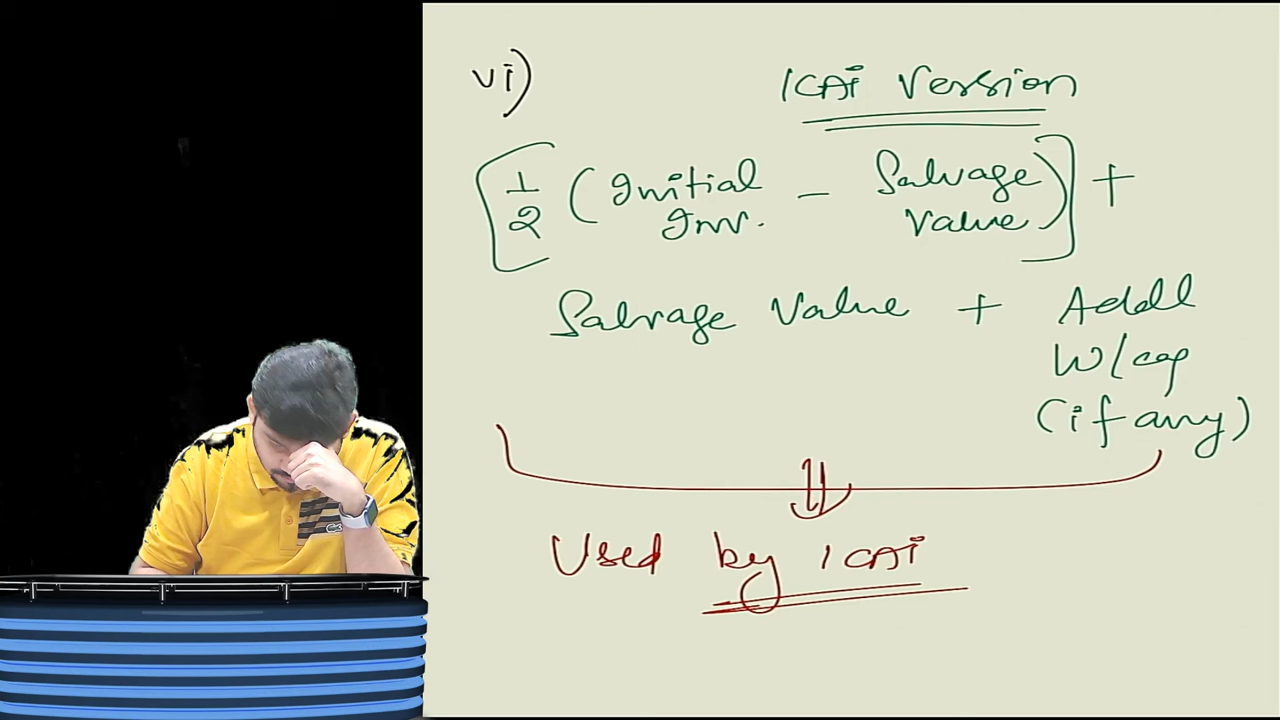 vi)
ICAI Version
[1/2 (Initial Inv. - Salvage Value)] +
Salvage Value + Addl
W/cap
(if any)
Used by ICAI